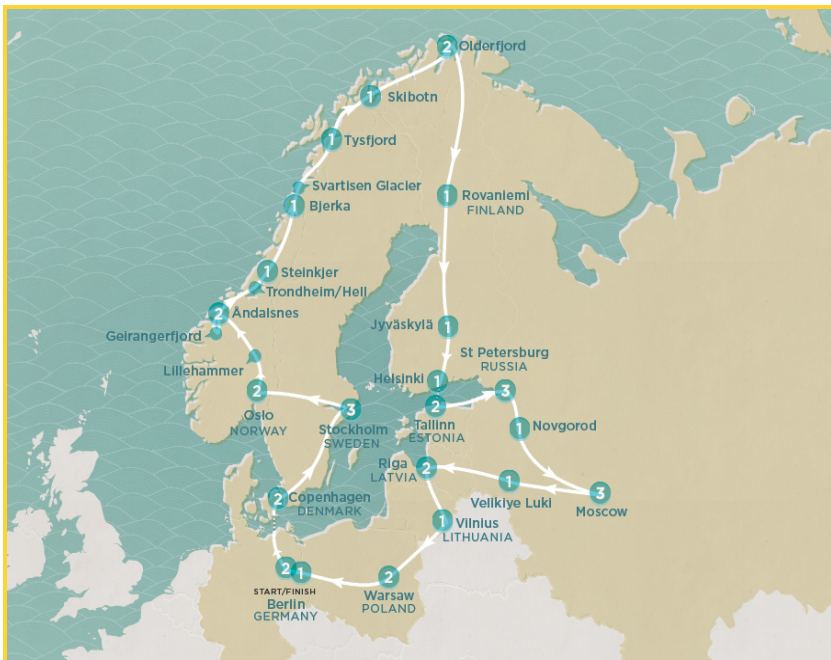 2 Olderfjord
1 Skibotn
1 Tysfjord
Svartisen Glacier
1 Bjerka
1 Rovaniemi
FINLAND
1 Steinkjer
Trondheim/Hell
2 Åndalsnes
Geirangerfjord
1 Jyväskylä
Lillehammer
St Petersburg
RUSSIA
3
Helsinki 1
2
Oslo
NORWAY
3
Stockholm
SWEDEN
2
Tallinn
ESTONIA
1 Novgorod
Riga 2
LATVIA
1
Velikiye Luki
3
Moscow
2 Copenhagen
DENMARK
1 Vilnius
LITHUANIA
2 1
START/FINISH
Berlin
GERMANY
2
Warsaw
POLAND